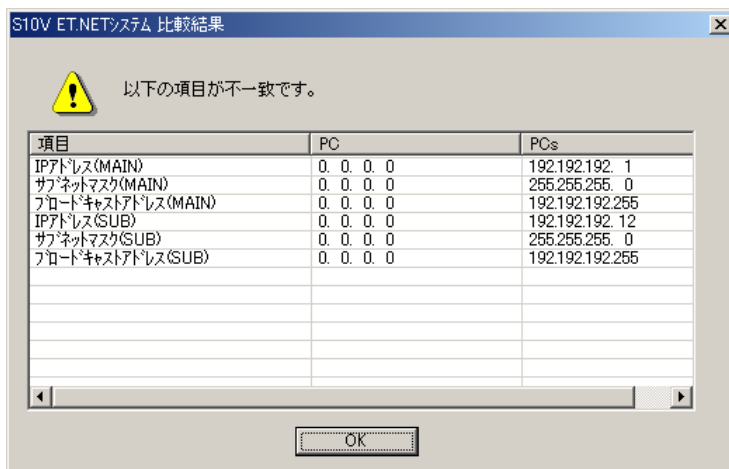 S10V ET.NETシステム 比較結果
以下の項目が不一致です。
項目 PC PCs
IPアドレス(MAIN) 0. 0. 0. 0 192.192.192. 1
サブネットマスク(MAIN) 0. 0. 0. 0 255.255.255. 0
ブロードキャストアドレス(MAIN) 0. 0. 0. 0 192.192.192.255
IPアドレス(SUB) 0. 0. 0. 0 192.192.192. 12
サブネットマスク(SUB) 0. 0. 0. 0 255.255.255. 0
ブロードキャストアドレス(SUB) 0. 0. 0. 0 192.192.192.255
OK